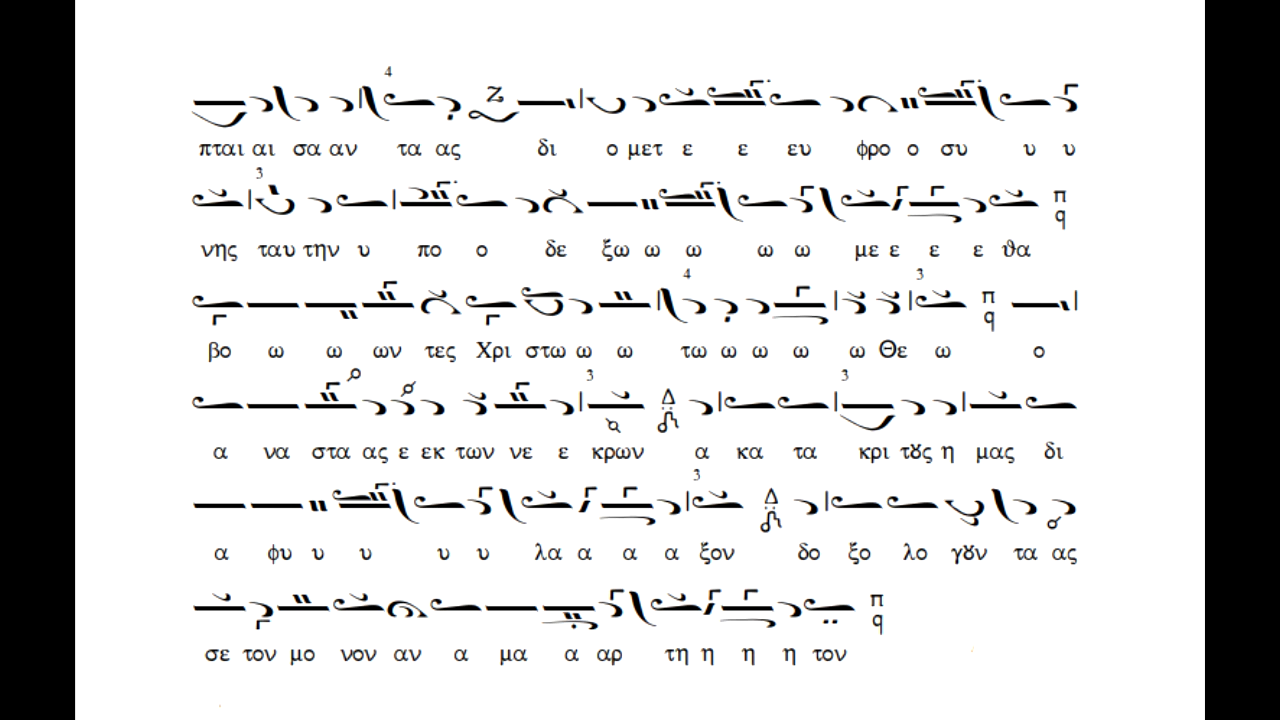 πται αι σα αν τα ας δι ο μετ ε ε ευ φρο ο συ υ υ
νης ταυ την υ πο ο δε ξω ω ω ω ω με ε ε ε θα
βο ω ω ων τες Χρι στω ω ω τω ω ω ω ω Θε ω ο
α να στα ας ε εκ των νε ε κρων α κα τα κρι τȣς η μας δι
α φυ υ υ υ υ λα α α α ξον δο ξο λο γȣν τα ας
σε τον μο νον αν α μα α αρ τη η η η τον